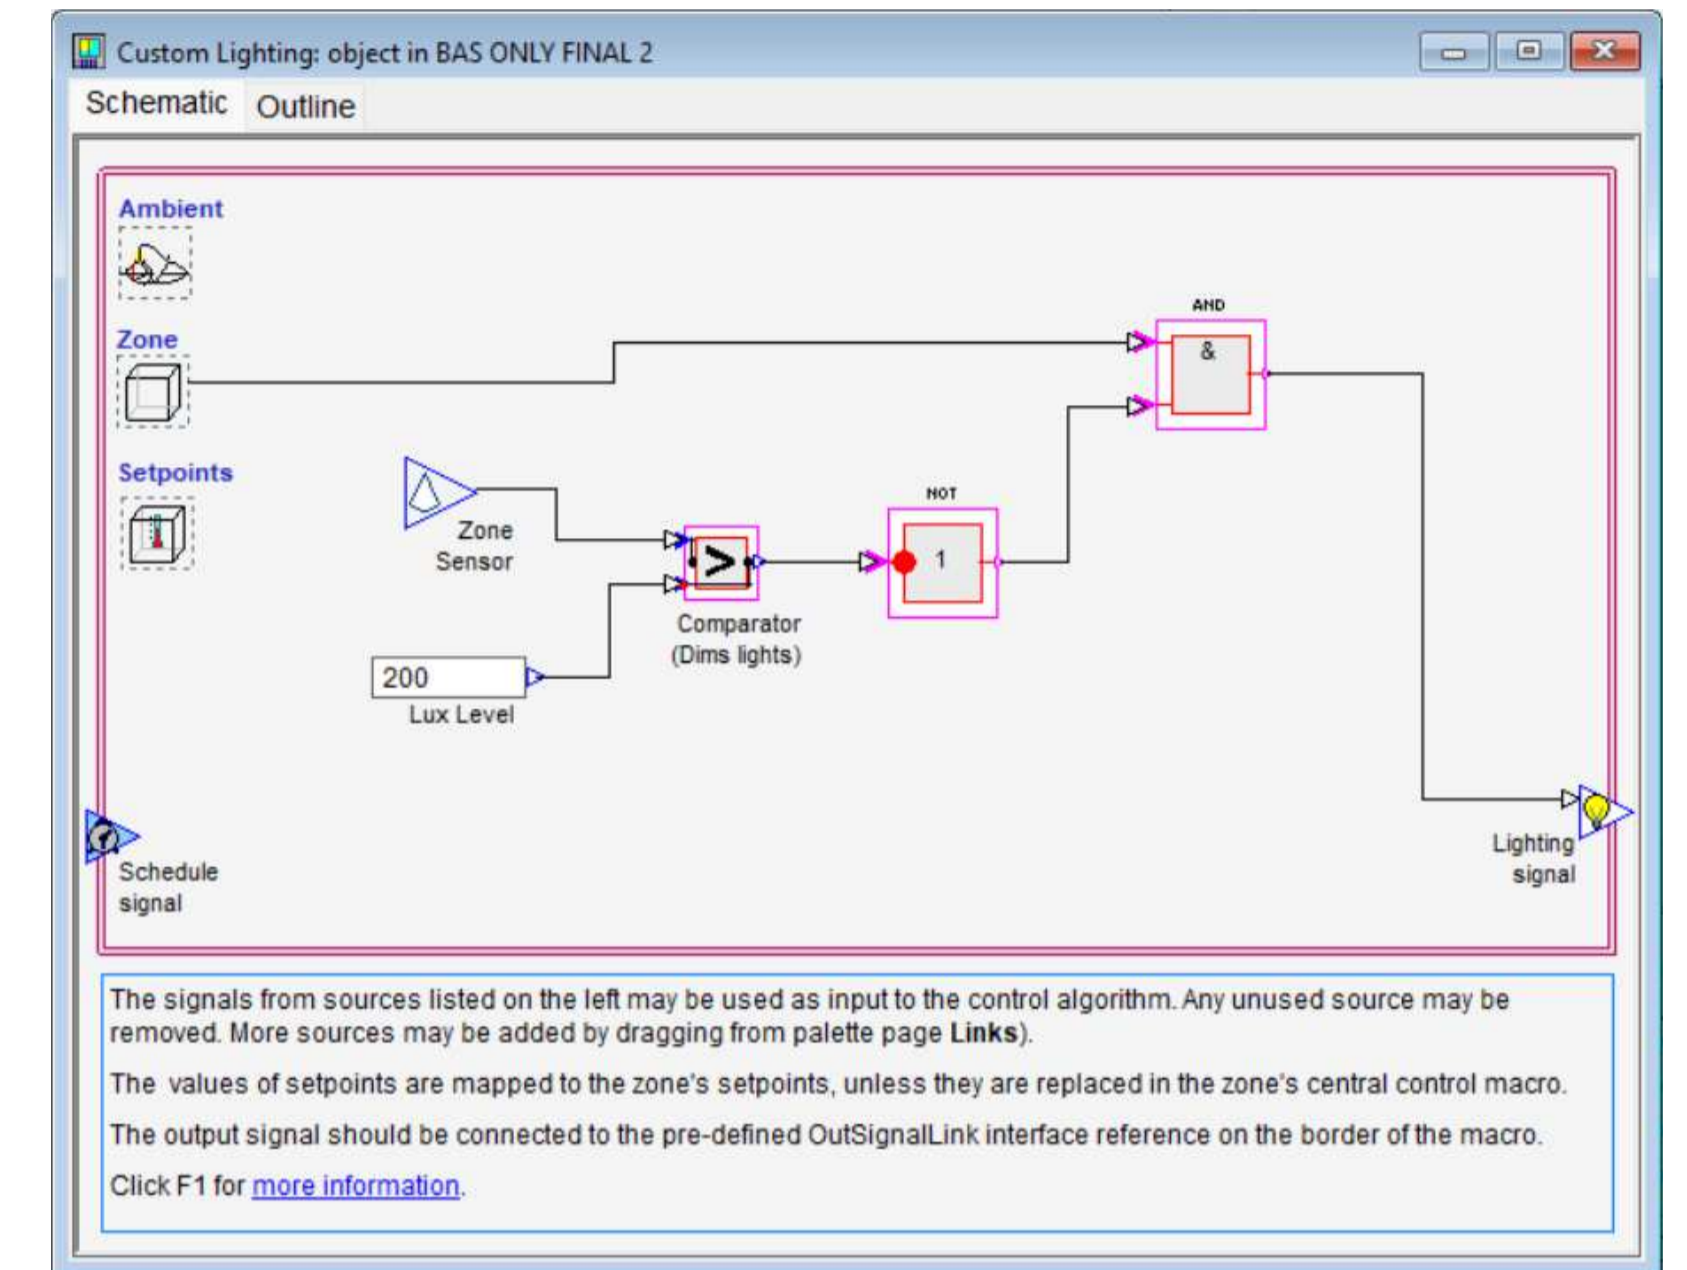 Custom Lighting: object in BAS ONLY FINAL 2
Schematic Outline
Ambient
Zone
Setpoints
AND
&
NOT
1
Zone
Sensor
>
Comparator
(Dims lights)
200
Lux Level
Schedule
signal
Lighting
signal
The signals from sources listed on the left may be used as input to the control algorithm. Any unused source may be
removed. More sources may be added by dragging from palette page Links).
The values of setpoints are mapped to the zone's setpoints, unless they are replaced in the zone's central control macro.
The output signal should be connected to the pre-defined OutSignalLink interface reference on the border of the macro.
Click F1 for more information.